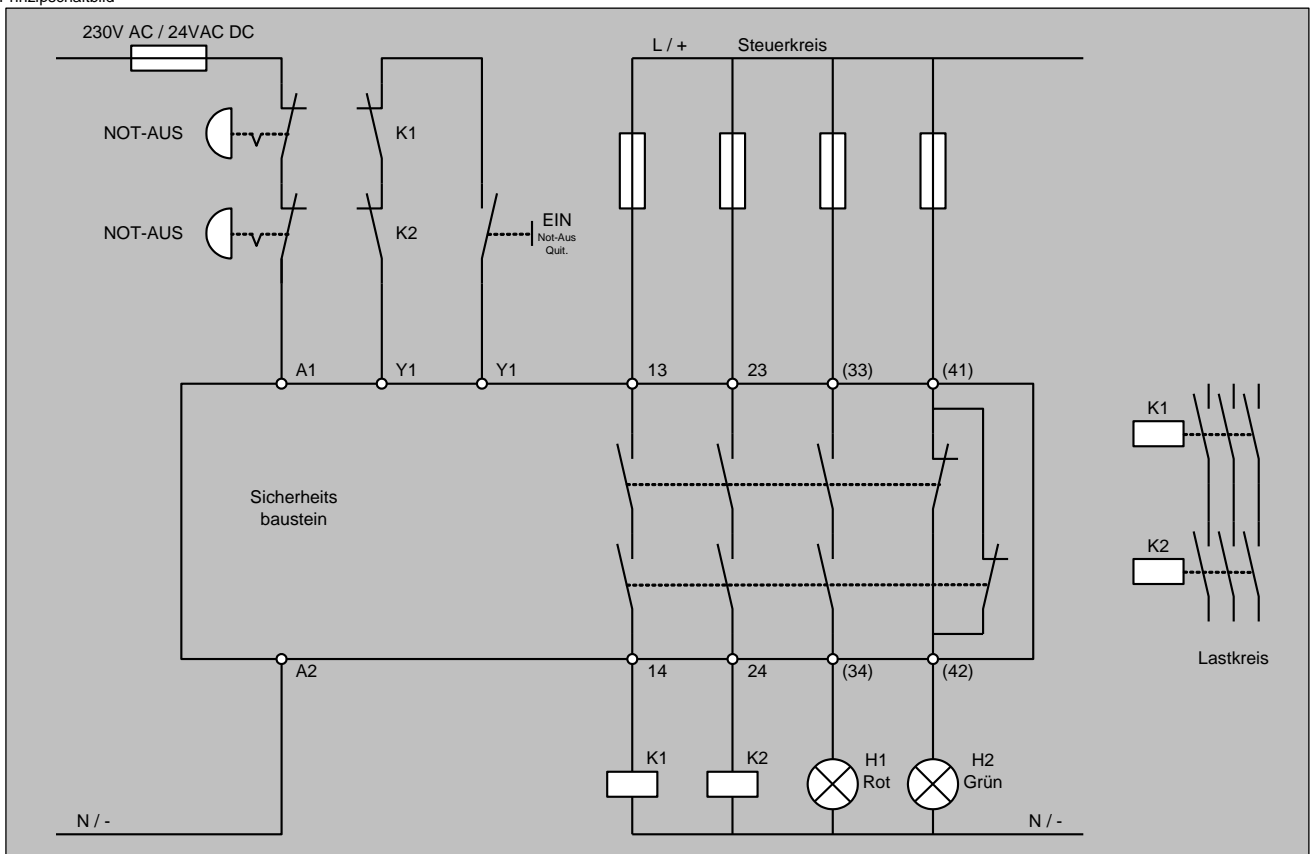 Prinzipschaltbild
230V AC / 24VAC DC
L / +
Steuerkreis
NOT-AUS
K1
NOT-AUS
K2
EIN
Not-Aus
Quit.
A1
Y1
Y1
13
23
(33)
(41)
K1
Sicherheits
baustein
K2
A2
14
24
(34)
(42)
Lastkreis
K1
K2
H1
Rot
H2
Grün
N / -
N / -